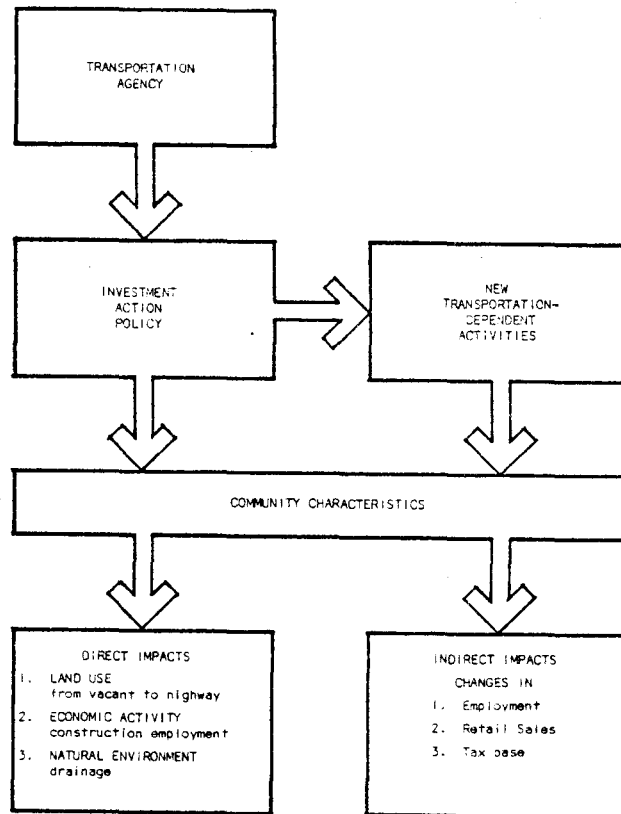 TRANSPORTATION
AGENCY
INVESTMENT
ACTION
POLICY
NEW
TRANSPORTATION-
DEPENDENT
ACTIVITIES
COMMUNITY CHARACTERISTICS
DIRECT IMPACTS
1. LAND USE
from vacant to highway
2. ECONOMIC ACTIVITY
construction employment
3. NATURAL ENVIRONMENT
drainage
INDIRECT IMPACTS
CHANGES IN
1. Employment
2. Retail Sales
3. Tax base